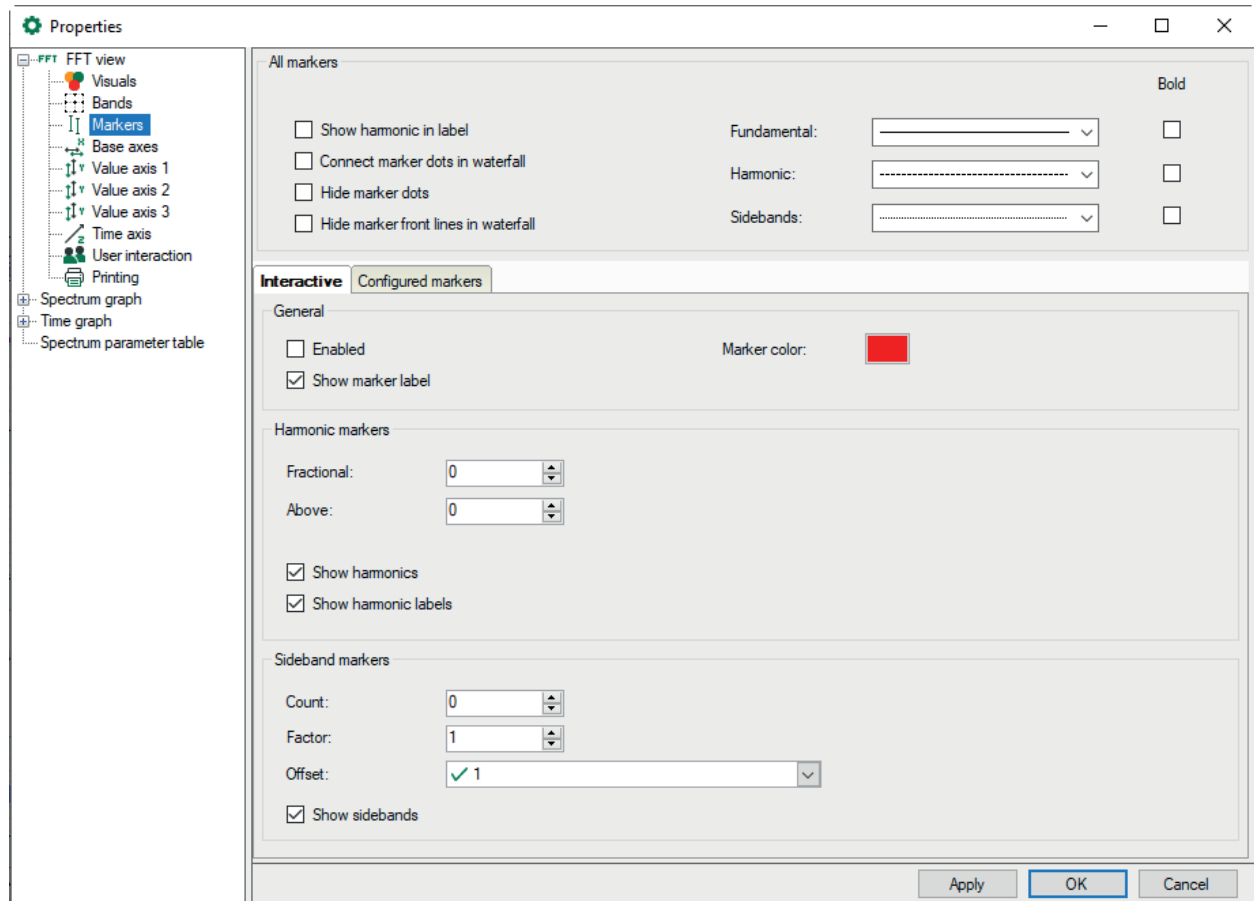 Properties
FFT FFT view
Visuals
Bands
Markers
X Base axes
Y Value axis 1
Y Value axis 2
Y Value axis 3
Z Time axis
User interaction
Printing
Spectrum graph
Time graph
Spectrum parameter table
All markers
Bold
Show harmonic in label
Fundamental:
Connect marker dots in waterfall
Harmonic:
Hide marker dots
Sidebands:
Hide marker front lines in waterfall
Interactive Configured markers
General
Enabled Marker color:
Show marker label
Harmonic markers
Fractional: 0
Above: 0
Show harmonics
Show harmonic labels
Sideband markers
Count: 0
Factor: 1
Offset: 1
Show sidebands
Apply OK Cancel